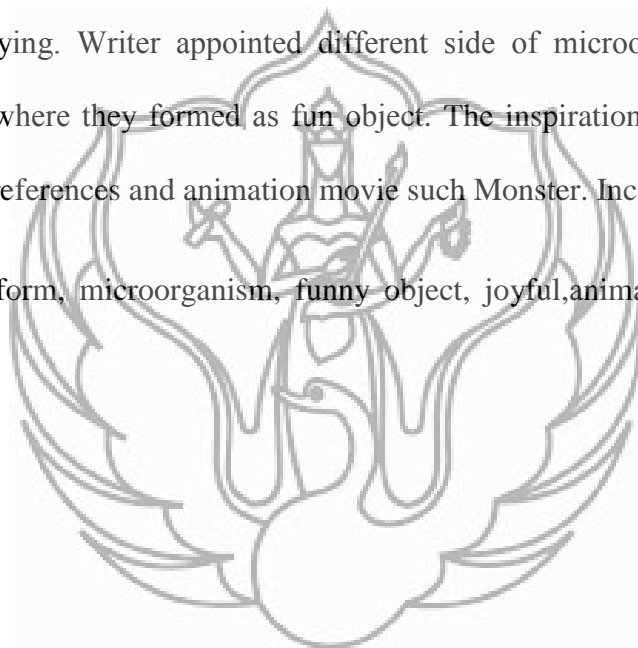 ying. Writer appointed different side of microo
where they formed as fun object. The inspiration
references and animation movie such Monster. Inc
form, microorganism, funny object, joyful,anima